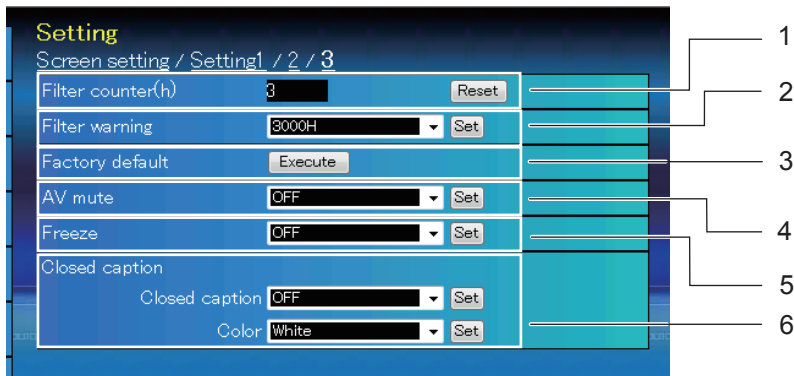 Setting
Screen setting / Setting1 / 2 / 3
Filter counter(h) 3 Reset 1
Filter warning 3000H Set 2
Factory default Execute 3
AV mute OFF Set 4
Freeze OFF Set 5
Closed caption
Closed caption OFF Set
Color White Set 6